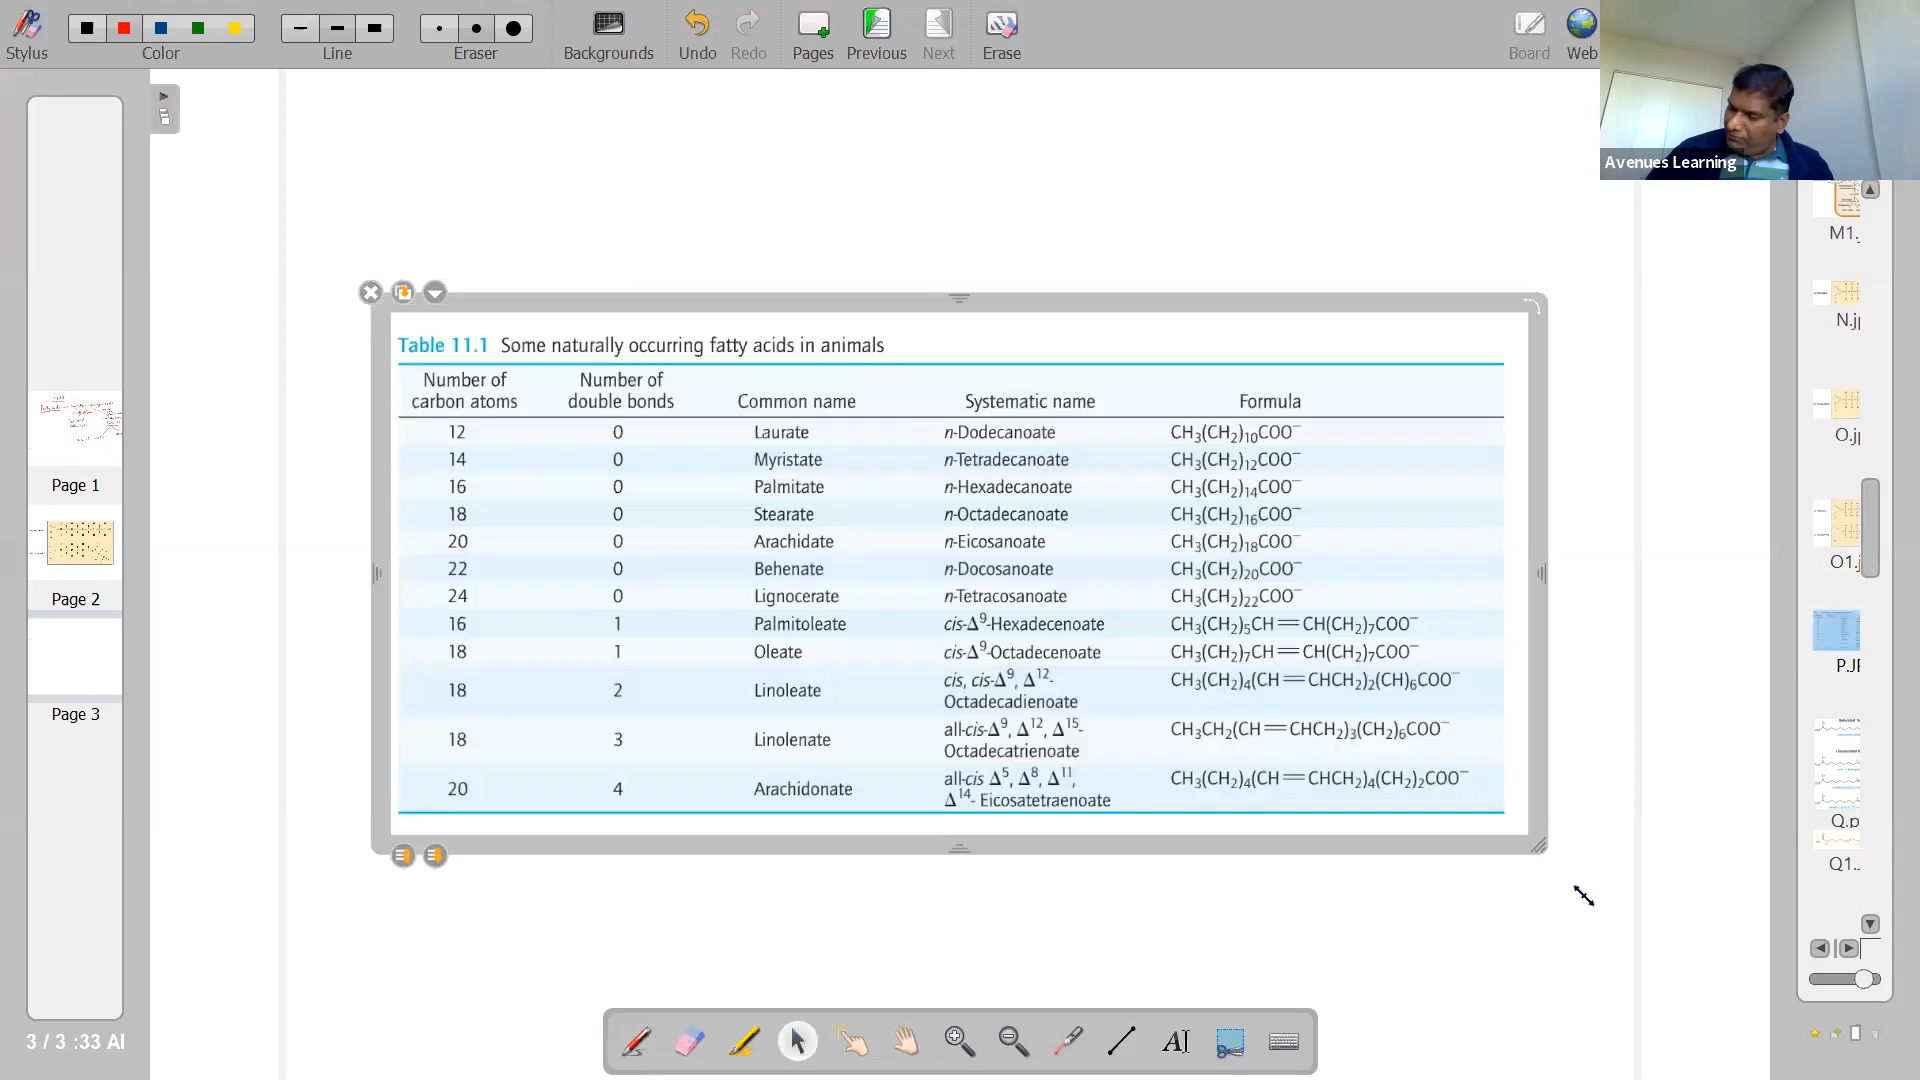 Stylus Color Line Eraser Backgrounds Undo Redo Pages Previous Next Erase Board Web
Avenues Learning
Table 11.1 Some naturally occurring fatty acids in animals
Number of carbon atoms Number of double bonds Common name Systematic name Formula
12 0 Laurate n-Dodecanoate CH₃(CH₂)₁₀COO⁻
14 0 Myristate n-Tetradecanoate CH₃(CH₂)₁₂COO⁻
16 0 Palmitate n-Hexadecanoate CH₃(CH₂)₁₄COO⁻
18 0 Stearate n-Octadecanoate CH₃(CH₂)₁₆COO⁻
20 0 Arachidate n-Eicosanoate CH₃(CH₂)₁₈COO⁻
22 0 Behenate n-Docosanoate CH₃(CH₂)₂₀COO⁻
24 0 Lignocerate n-Tetracosanoate CH₃(CH₂)₂₂COO⁻
16 1 Palmitoleate cis-Δ⁹-Hexadecenoate CH₃(CH₂)₅CH=CH(CH₂)₇COO⁻
18 1 Oleate cis-Δ⁹-Octadecenoate CH₃(CH₂)₇CH=CH(CH₂)₇COO⁻
18 2 Linoleate cis, cis-Δ⁹, Δ¹²- CH₃(CH₂)₄(CH=CHCH₂)₂(CH)₆COO⁻
Octadecadienoate
18 3 Linolenate all-cis-Δ⁹, Δ¹², Δ¹⁵- CH₃CH₂(CH=CHCH₂)₃(CH₂)₆COO⁻
Octadecatrienoate
20 4 Arachidonate all-cis Δ⁵, Δ⁸, Δ¹¹, CH₃(CH₂)₄(CH=CHCH₂)₄(CH₂)₂COO⁻
Δ¹⁴- Eicosatetraenoate
Page 1
Page 2
Page 3
3 / 3 :33 AI
M1.
N.j
O.j
O1.j
P.JF
Q.p
Q1.